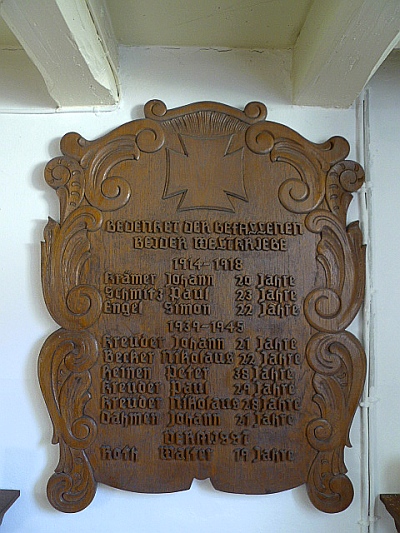 GEDENKET DER GEFALLENEN
BEIDER WELTKRIEGE
1914-1918
Krämer Johann 20 Jahre
Schmitz Paul 23 Jahre
Engel Simon 22 Jahre
1939-1945
Kreuder Johann 21 Jahre
Becker Nikolaus 22 Jahre
Heinen Peter 38 Jahre
Kreuder Paul 29 Jahre
Kreuder Nikolaus 28 Jahre
Dahmen Johann 21 Jahre
VERMISST
Roth Walter 19 Jahre